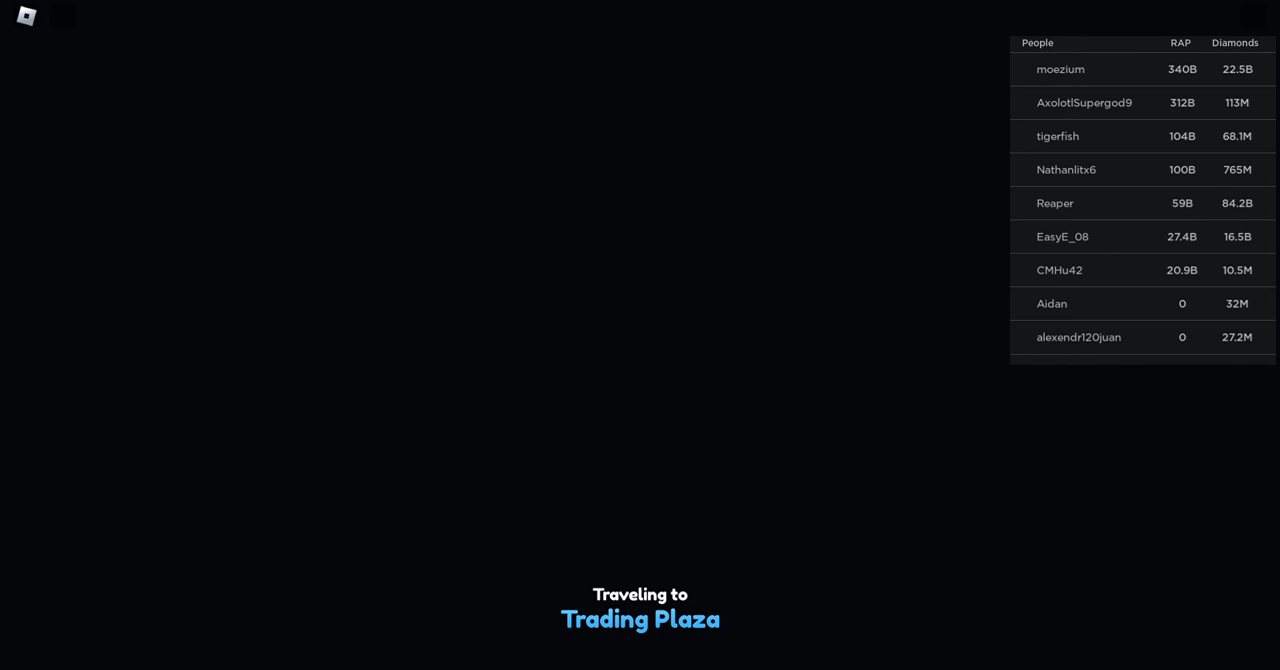 People RAP Diamonds
moezium 340B 22.5B
AxolotlSupergod9 312B 113M
tigerfish 104B 68.1M
Nathanlitx6 100B 765M
Reaper 59B 84.2B
EasyE_08 27.4B 16.5B
CMHu42 20.9B 10.5M
Aidan 0 32M
alexendr120juan 0 27.2M
Traveling to
Trading Plaza